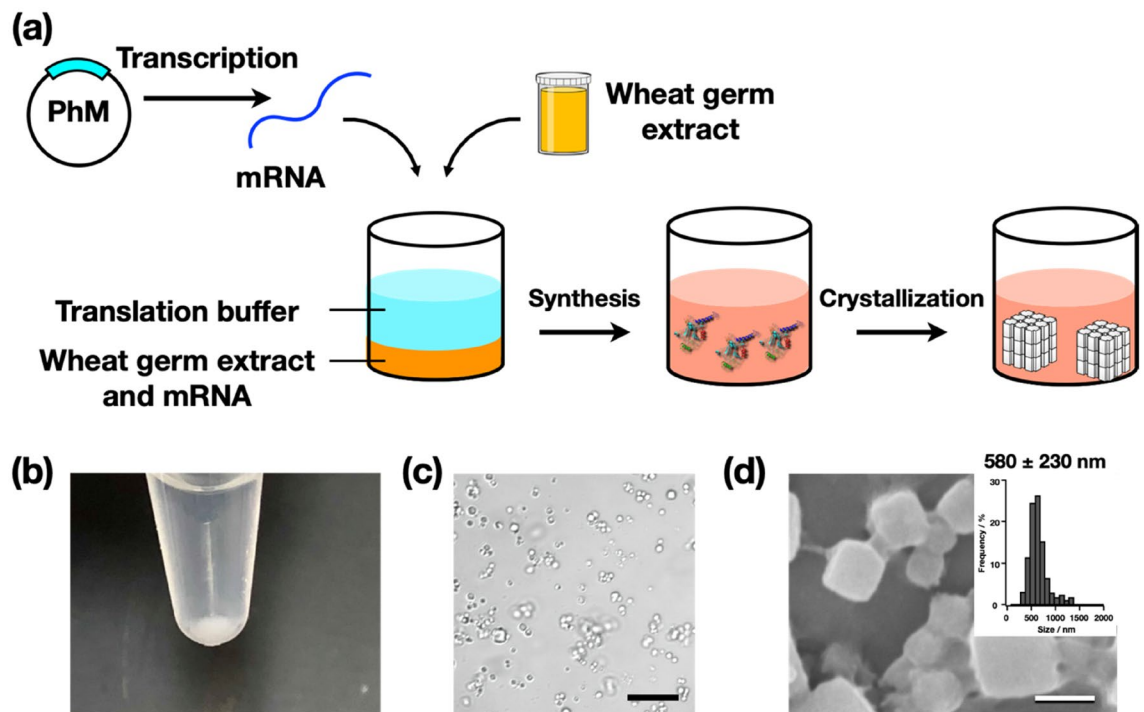 (a)
Transcription
PhM
mRNA
Wheat germ
extract
Translation buffer
Wheat germ extract
and mRNA
Synthesis
Crystallization
(b)
(c)
(d)
580 ± 230 nm
Frequency / %
30
20
10
0
0 500 1000 1500 2000
Size / nm